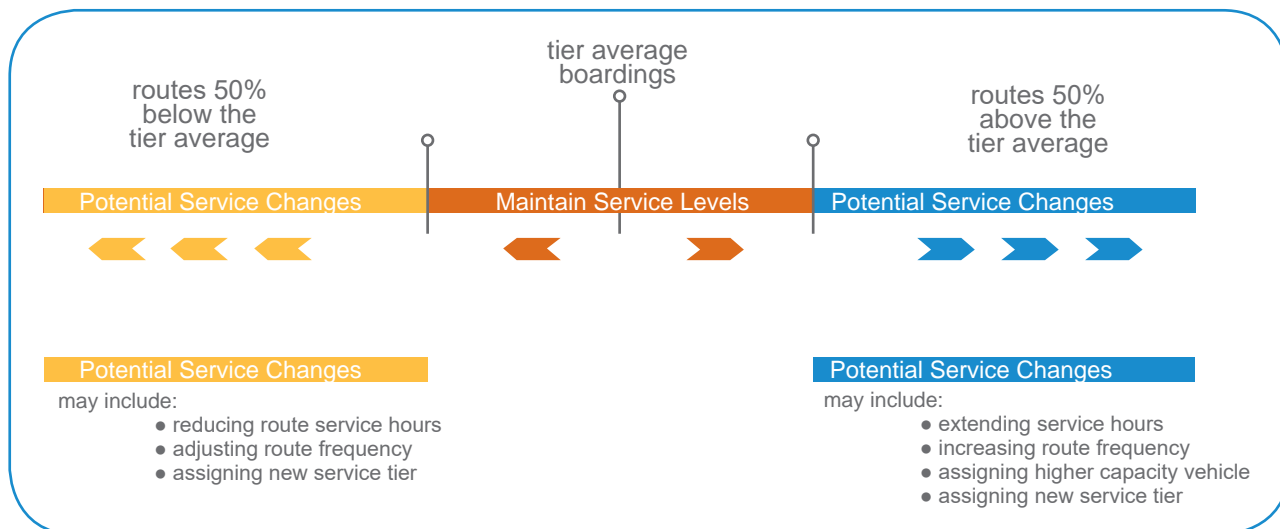 tier average
boardings
routes 50%
below the
tier average
routes 50%
above the
tier average
Potential Service Changes
Maintain Service Levels
Potential Service Changes
Potential Service Changes
may include:
● reducing route service hours
● adjusting route frequency
● assigning new service tier
Potential Service Changes
may include:
● extending service hours
● increasing route frequency
● assigning higher capacity vehicle
● assigning new service tier